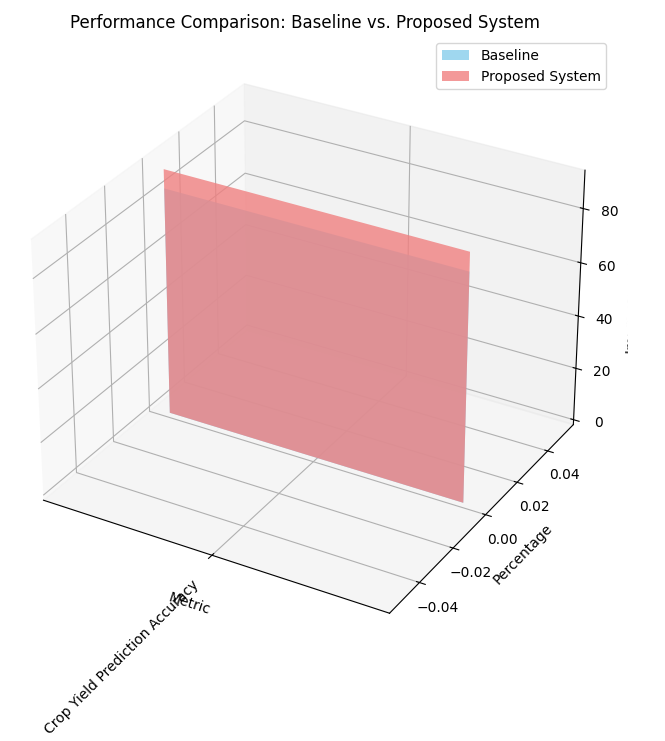 Performance Comparison: Baseline vs. Proposed System
Baseline
Proposed System
80
60
40
20
0
0.04
0.02
0.00
−0.02
−0.04
Percentage
Metric
Crop Yield Prediction Accuracy